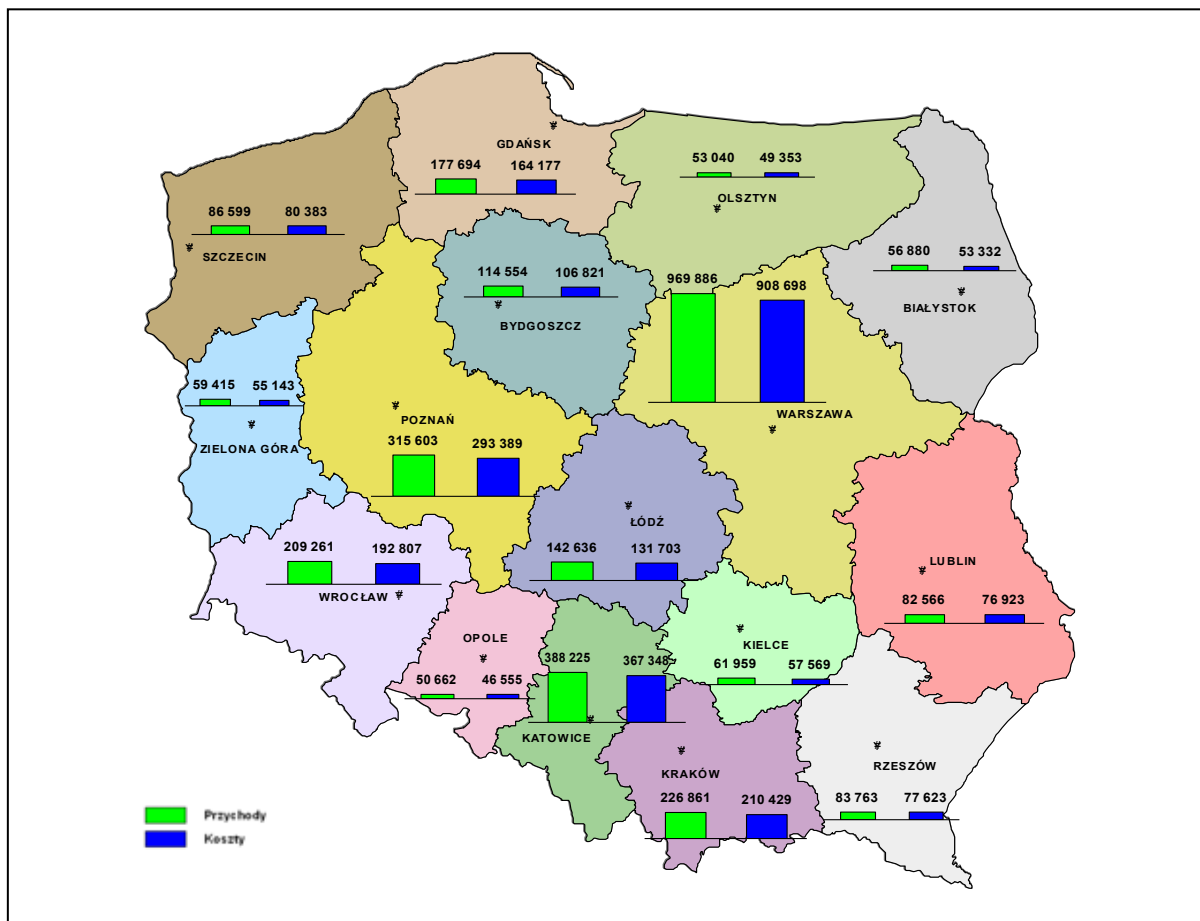 GDAŃSK
177 694 164 177
53 040 49 353
OLSZTYN
86 599 80 383
SZCZECIN
56 880 53 332
BIAŁYSTOK
114 554 106 821
BYDGOSZCZ
969 886 908 698
WARSZAWA
59 415 55 143
ZIELONA GÓRA
POZNAŃ
315 603 293 389
ŁÓDŹ
142 636 131 703
209 261 192 807
WROCŁAW
LUBLIN
82 566 76 923
OPOLE
50 662 46 555
KIELCE
61 959 57 569
388 225 367 348
KATOWICE
KRAKÓW
226 861 210 429
RZESZÓW
83 763 77 623
Przychody
Koszty